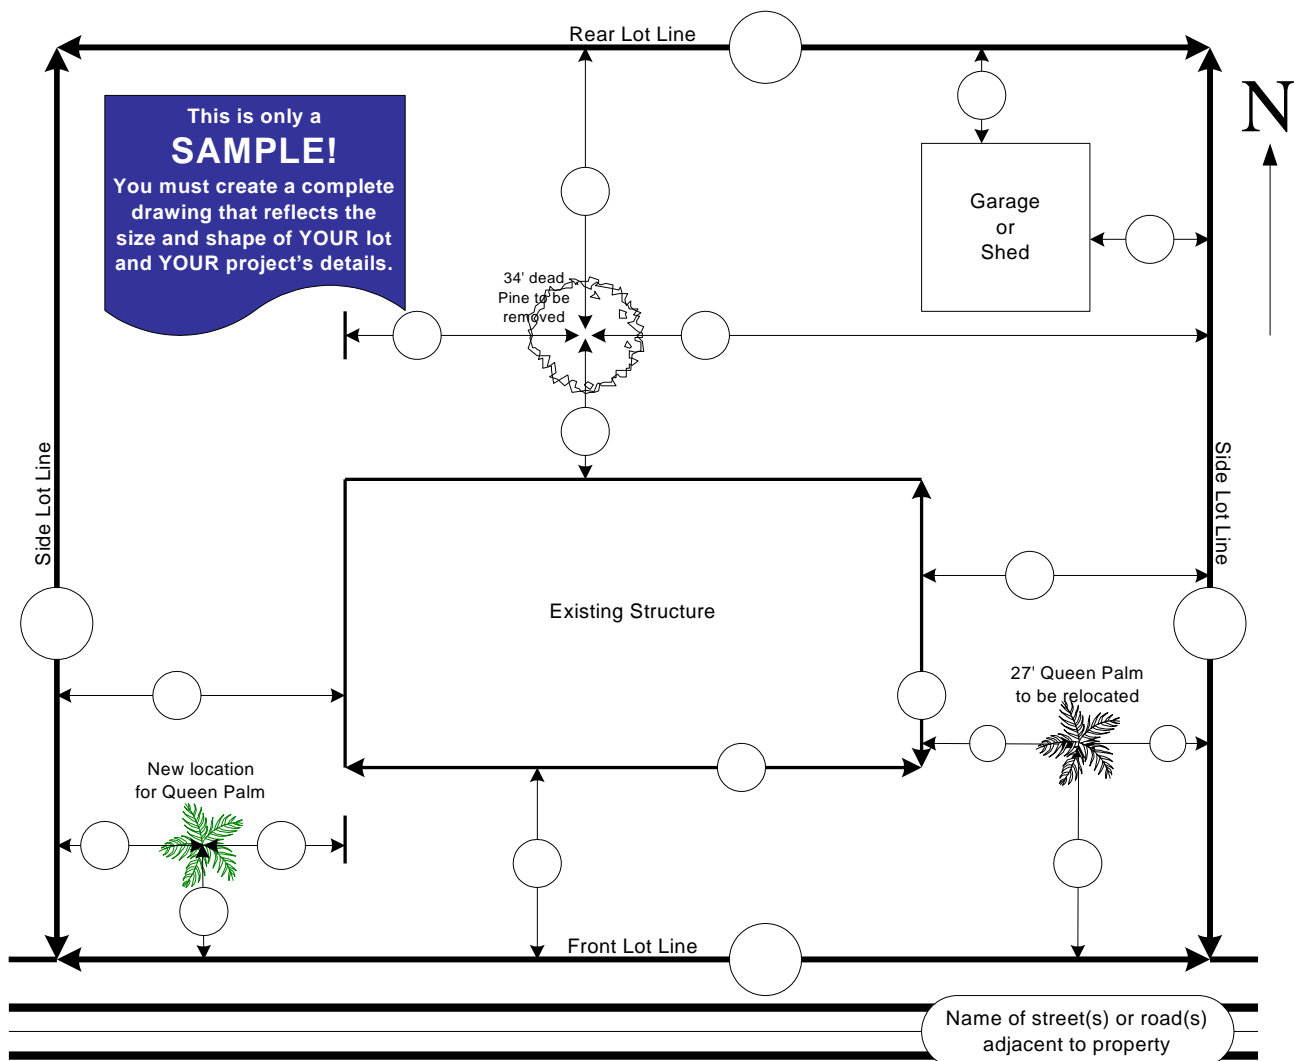 Rear Lot Line
This is only a
SAMPLE!
You must create a complete
drawing that reflects the
size and shape of YOUR lot
and YOUR project's details.
N
Garage
or
Shed
34' dead
Pine to be
removed
Side Lot Line
Side Lot Line
Existing Structure
27' Queen Palm
to be relocated
New location
for Queen Palm
Front Lot Line
Name of street(s) or road(s)
adjacent to property